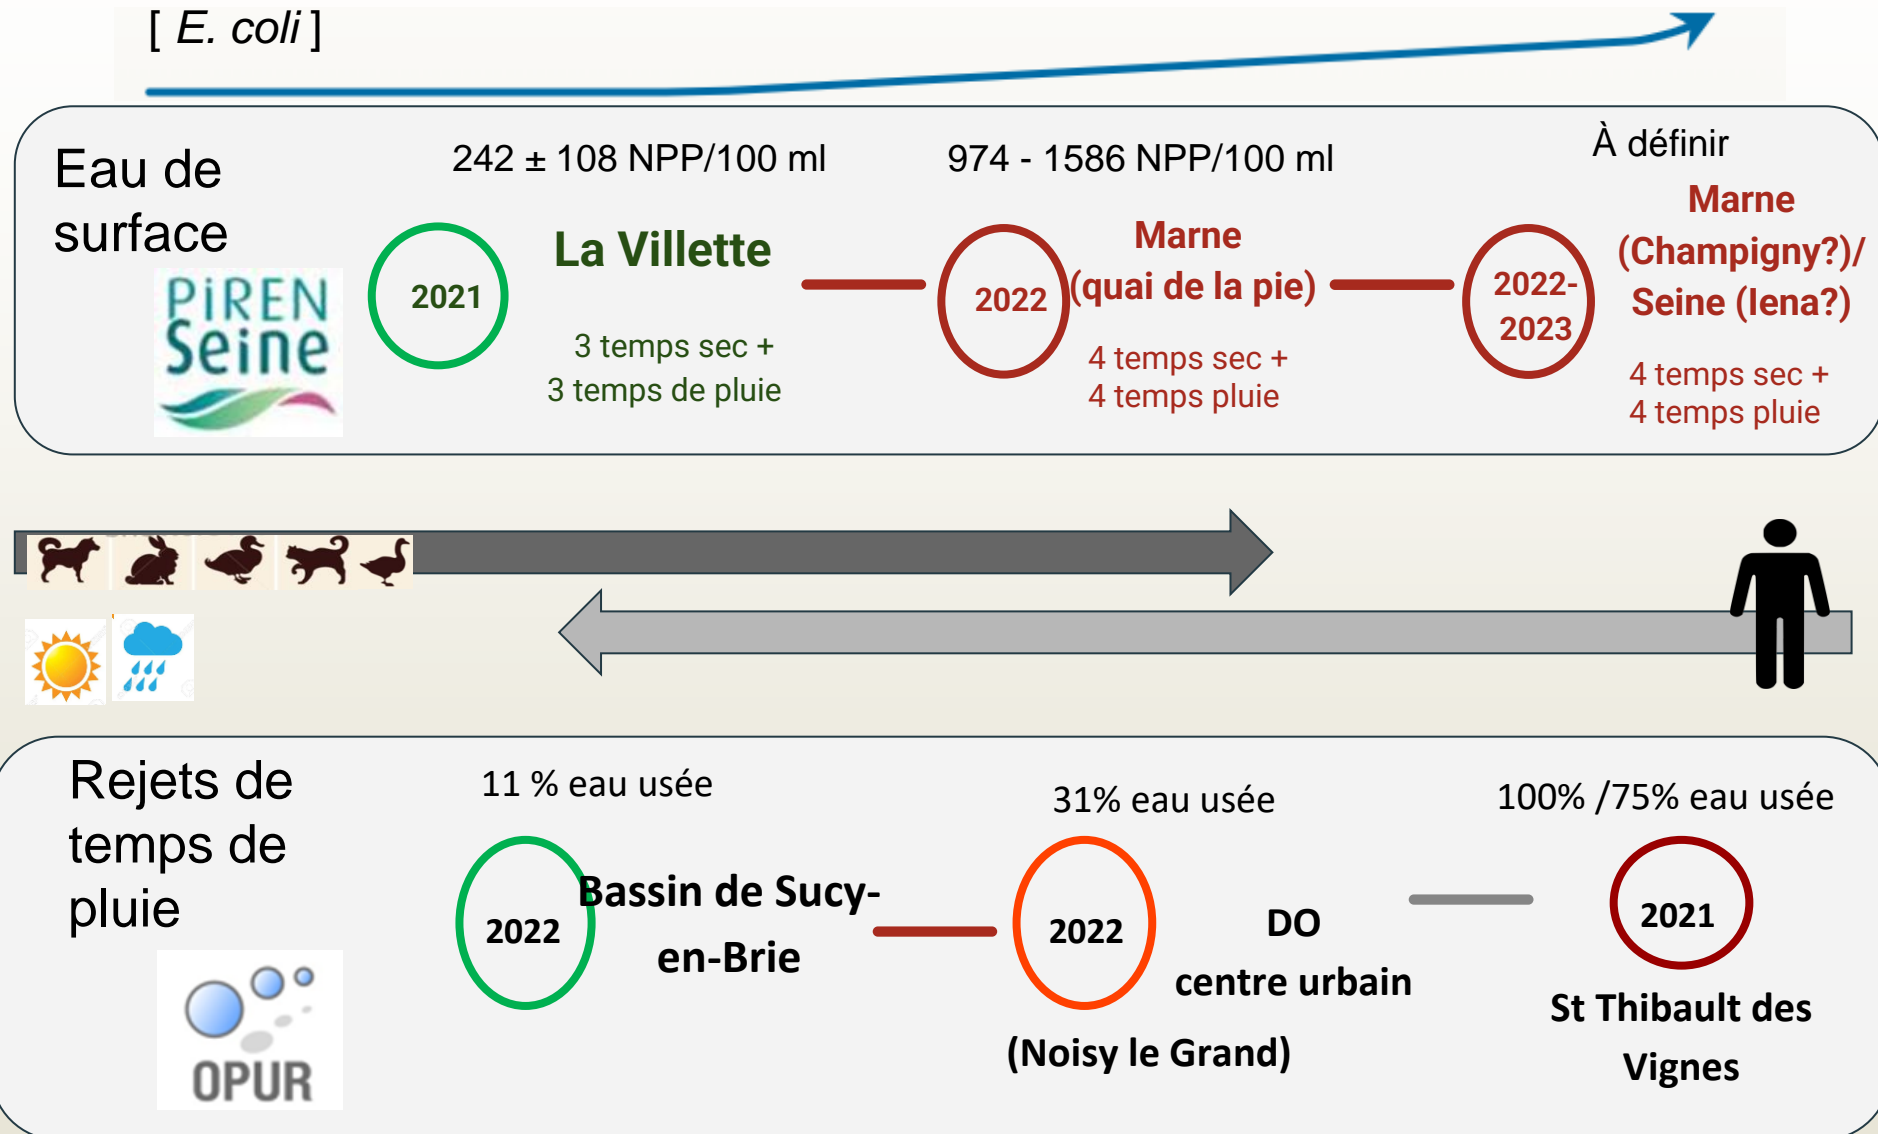 [ E. coli ]
Eau de
surface
PiREN
Seine
242 ± 108 NPP/100 ml
2021
La Villette
3 temps sec +
3 temps de pluie
974 - 1586 NPP/100 ml
2022
Marne
(quai de la pie)
4 temps sec +
4 temps pluie
À définir
2022-
2023
Marne
(Champigny?)/
Seine (Iena?)
4 temps sec +
4 temps pluie
Rejets de
temps de
pluie
OPUR
11 % eau usée
2022
Bassin de Sucy-
en-Brie
31% eau usée
2022
DO
centre urbain
(Noisy le Grand)
100% /75% eau usée
2021
St Thibault des
Vignes